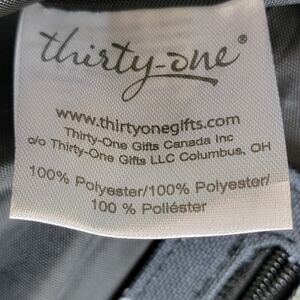 thirty-one®
www.thirtyonegifts.com
Thirty-One Gifts Canada Inc
c/o Thirty-One Gifts LLC Columbus, OH
100% Polyester/100% Polyester/
100 % Poliéster